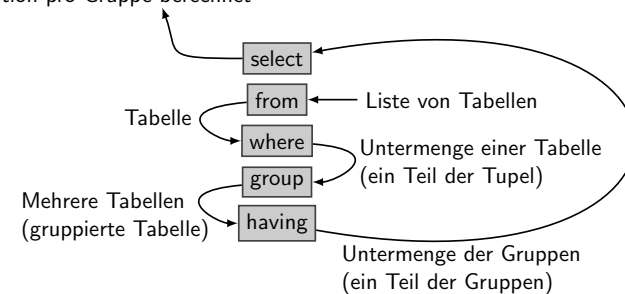 pro Gruppe berechnet
select
from
Liste von Tabellen
Tabelle
where
Untermenge einer Tabelle
(ein Teil der Tupel)
group
Mehrere Tabellen
(gruppierte Tabelle)
having
Untermenge der Gruppen
(ein Teil der Gruppen)